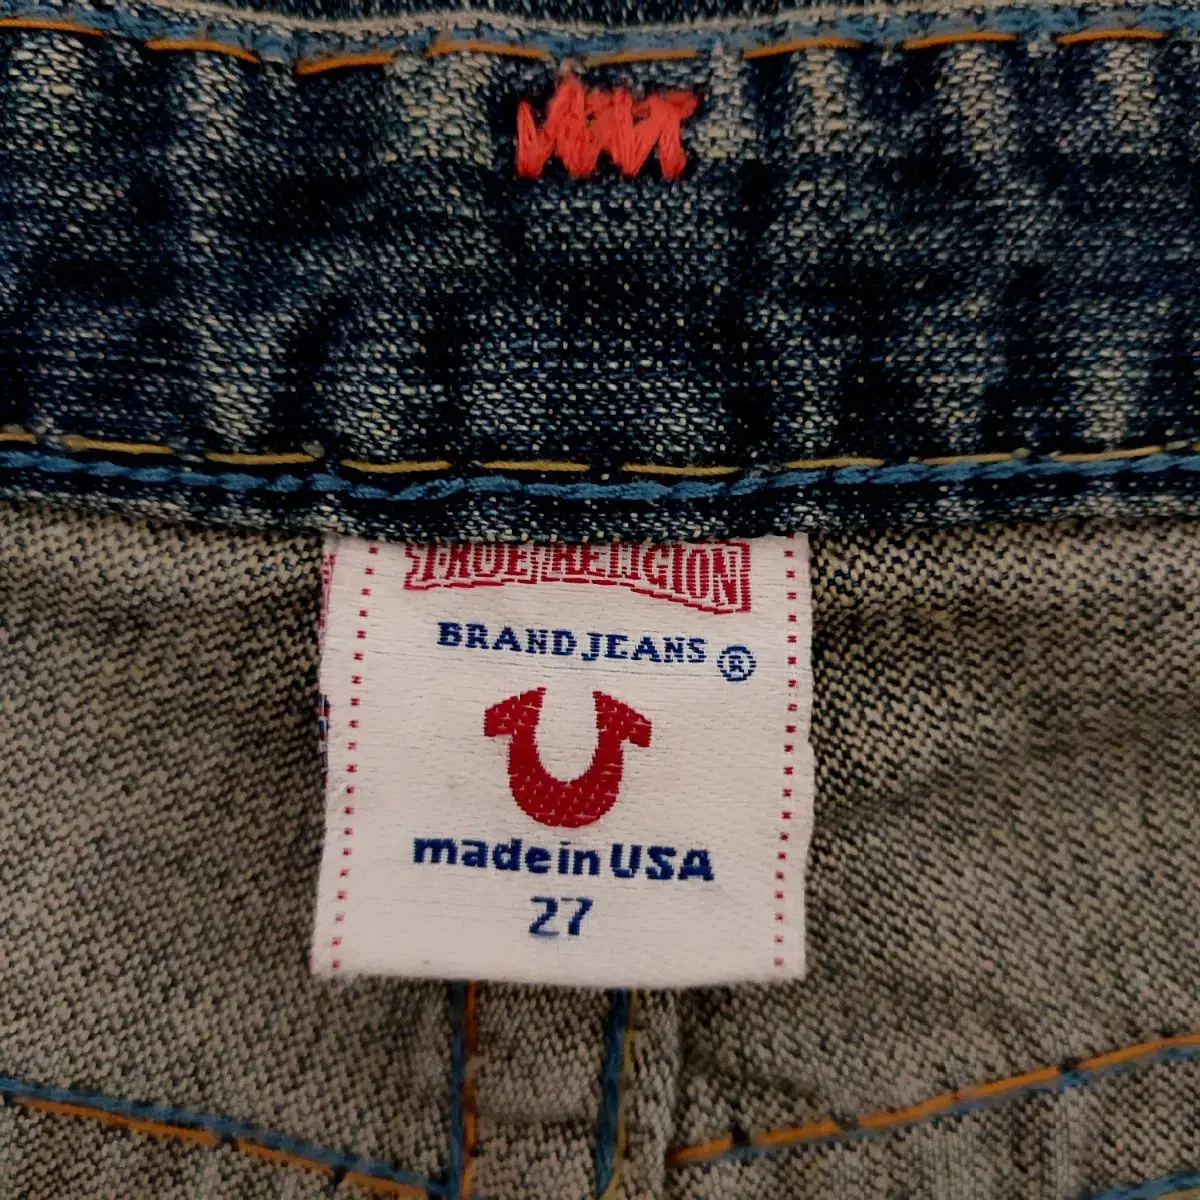 TRUE RELIGION
BRAND JEANS ®
made in USA
27